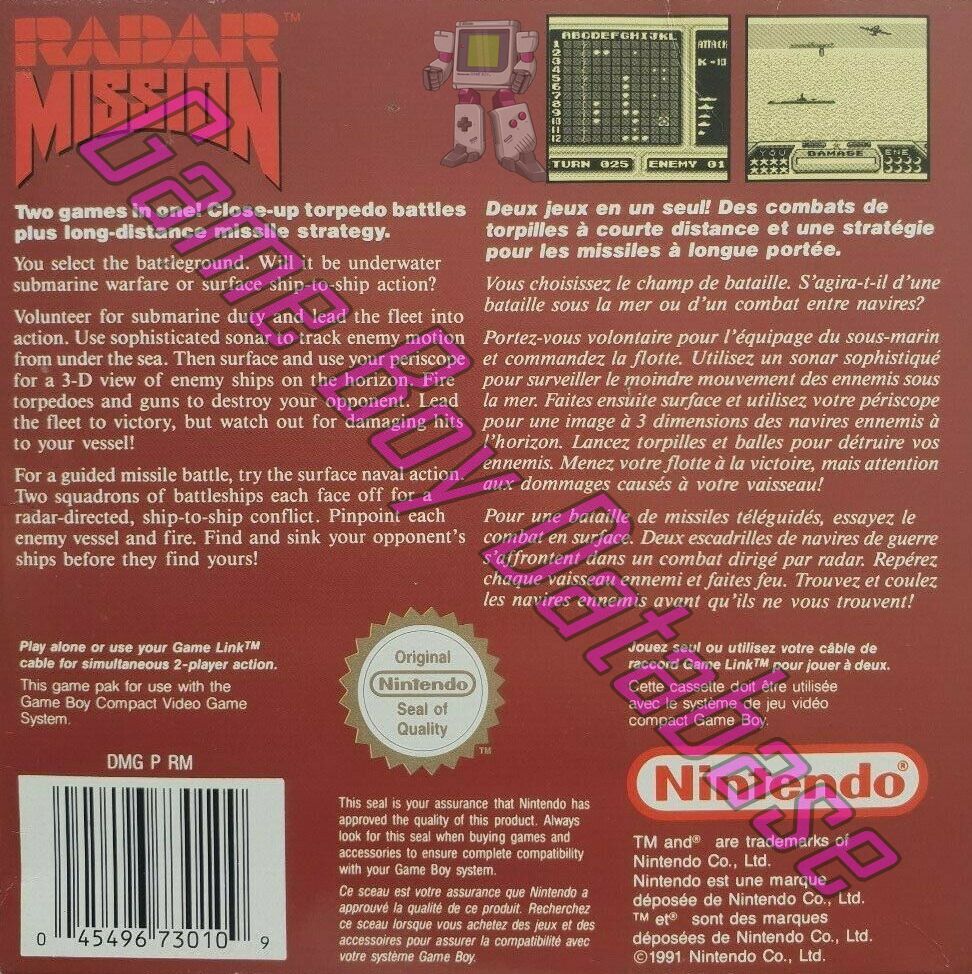 RADAR™
MISSION
ABCDEFGHIJKL
1
2
3
4
5
6
7
8
9
10
11
12
ATTACK
K - 10
TURN 025
ENEMY 01
YOU
DAMAGE
ENE
Two games in one! Close-up torpedo battles
plus long-distance missile strategy.
You select the battleground. Will it be underwater
submarine warfare or surface ship-to-ship action?
Volunteer for submarine duty and lead the fleet into
action. Use sophisticated sonar to track enemy motion
from under the sea. Then surface and use your periscope
for a 3-D view of enemy ships on the horizon. Fire
torpedoes and guns to destroy your opponent. Lead
the fleet to victory, but watch out for damaging hits
to your vessel!
For a guided missile battle, try the surface naval action.
Two squadrons of battleships each face off for a
radar-directed, ship-to-ship conflict. Pinpoint each
enemy vessel and fire. Find and sink your opponent's
ships before they find yours!
Deux jeux en un seul! Des combats de
torpilles à courte distance et une stratégie
pour les missiles à longue portée.
Vous choisissez le champ de bataille. S'agira-t-il d'une
bataille sous la mer ou d'un combat entre navires?
Portez-vous volontaire pour l'équipage du sous-marin
et commandez la flotte. Utilisez un sonar sophistiqué
pour surveiller le moindre mouvement des ennemis sous
la mer. Faites ensuite surface et utilisez votre périscope
pour une image à 3 dimensions des navires ennemis à
l'horizon. Lancez torpilles et balles pour détruire vos
ennemis. Menez votre flotte à la victoire, mais attention
aux dommages causés à votre vaisseau!
Pour une bataille de missiles téléguidés, essayez le
combat en surface. Deux escadrilles de navires de guerre
s'affrontent dans un combat dirigé par radar. Repérez
chaque vaisseau ennemi et faites feu. Trouvez et coulez
les navires ennemis avant qu'ils ne vous trouvent!
Game Boy Database
Play alone or use your Game Link™
cable for simultaneous 2-player action.
This game pak for use with the
Game Boy Compact Video Game
System.
Original
Nintendo
Seal of
Quality
™
Jouez seul ou utilisez votre câble de
raccord Game Link™ pour jouer à deux.
Cette cassette doit être utilisée
avec le système de jeu vidéo
compact Game Boy.
DMG P RM
0 45496 73010 9
This seal is your assurance that Nintendo has
approved the quality of this product. Always
look for this seal when buying games and
accessories to ensure complete compatibility
with your Game Boy system.
Ce sceau est votre assurance que Nintendo a
approuvé la qualité de ce produit. Recherchez
ce sceau lorsque vous achetez des jeux et des
accessoires pour assurer la compatibilité avec
votre système Game Boy.
Nintendo®
TM and® are trademarks of
Nintendo Co., Ltd.
Nintendo est une marque
déposée de Nintendo Co., Ltd.
™ et® sont des marques
déposées de Nintendo Co., Ltd.
©1991 Nintendo Co., Ltd.